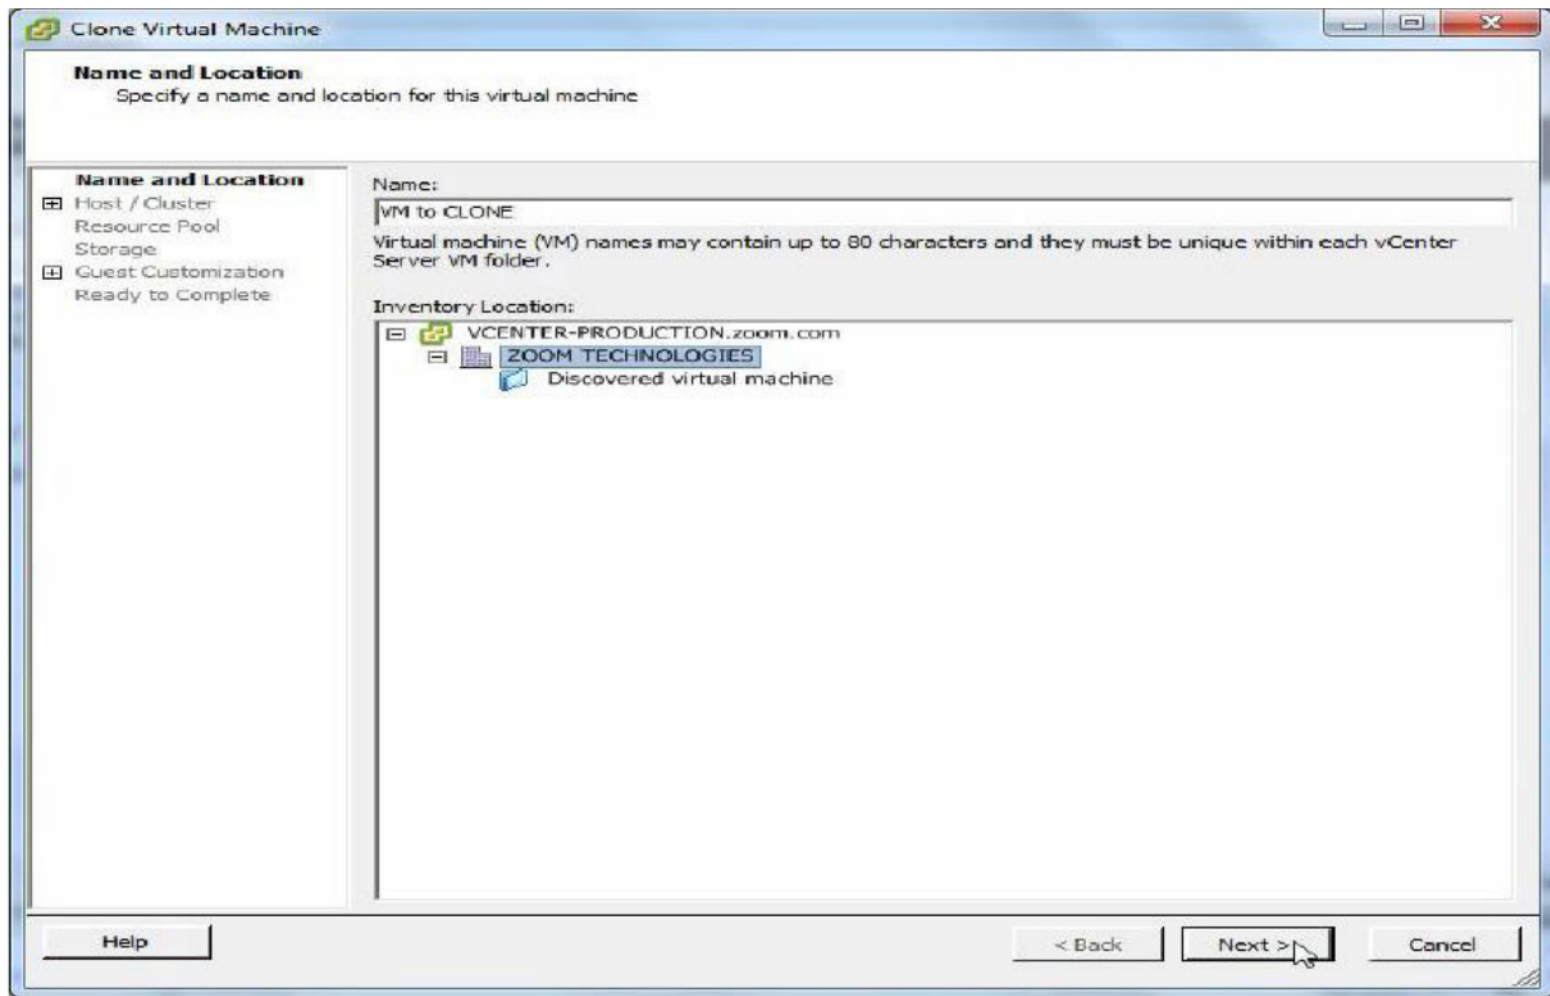 Clone Virtual Machine
Name and Location
Specify a name and location for this virtual machine
Name and Location
Host / Cluster
Resource Pool
Storage
Guest Customization
Ready to Complete
Name:
VM to CLONE
Virtual machine (VM) names may contain up to 80 characters and they must be unique within each vCenter
Server VM folder.
Inventory Location:
VCENTER-PRODUCTION.zoom.com
ZOOM TECHNOLOGIES
Discovered virtual machine
Help
< Back
Next >
Cancel